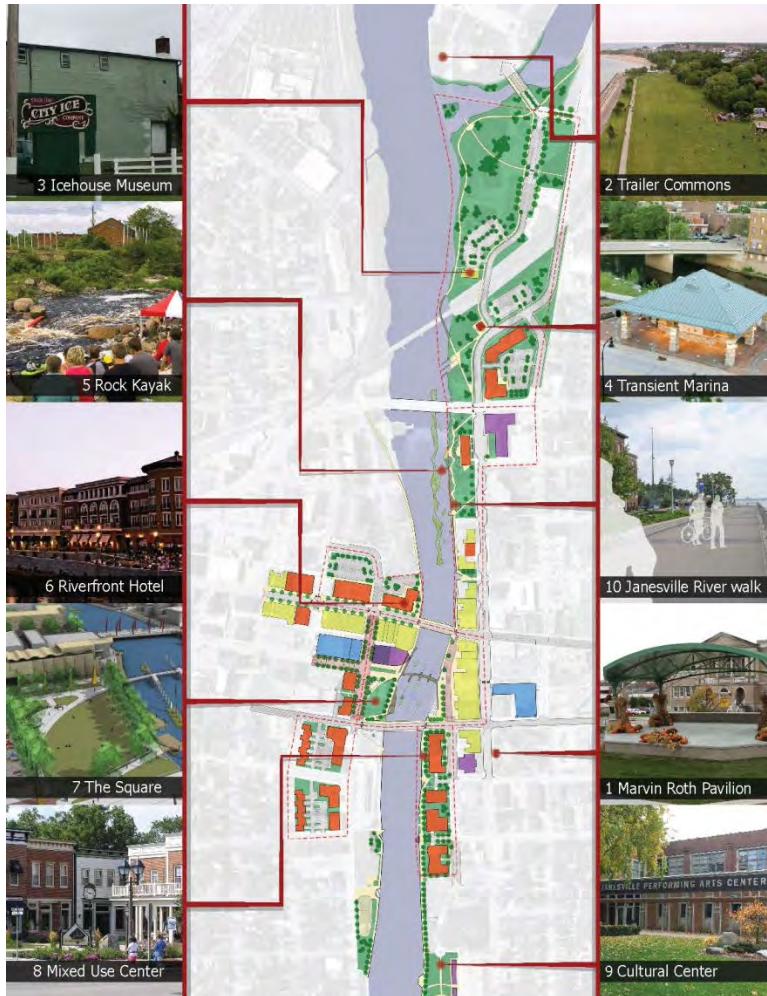 CITY ICE
COMPANY
3 Icehouse Museum
2 Trailer Commons
5 Rock Kayak
4 Transient Marina
6 Riverfront Hotel
10 Janesville River walk
7 The Square
1 Marvin Roth Pavilion
8 Mixed Use Center
JANESVILLE PERFORMING ARTS CENTER
9 Cultural Center